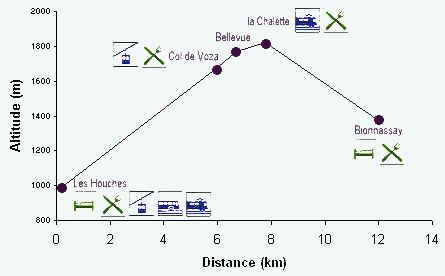 2000
1800
1600
1400
1200
1000
800
Altitude (m)
la Chalette
Bellevue
Col de Voza
Bionnassay
Les Houches
0
2
4
6
8
10
12
14
Distance (km)